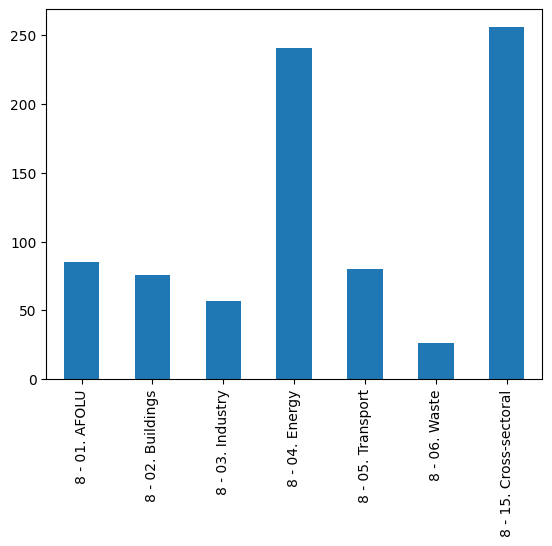 250
200
150
100
50
0
8 - 01. AFOLU
8 - 02. Buildings
8 - 03. Industry
8 - 04. Energy
8 - 05. Transport
8 - 06. Waste
8 - 15. Cross-sectoral